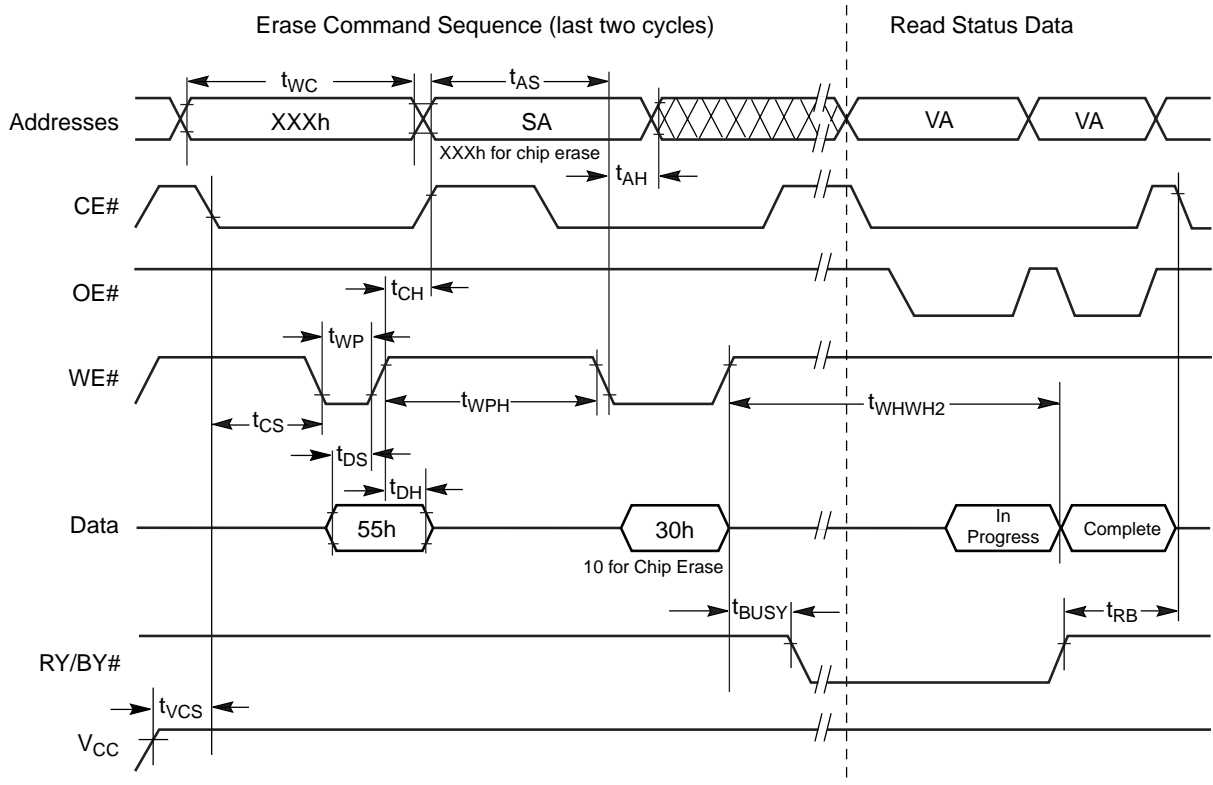 Erase Command Sequence (last two cycles)
Read Status Data
tWC
tAS
Addresses
XXXh
SA
VA
VA
XXXh for chip erase
tAH
CE#
OE#
tCH
tWP
WE#
tWPH
tWHWH2
tCS
tDS
tDH
Data
55h
30h
In
Progress
Complete
10 for Chip Erase
tBUSY
tRB
RY/BY#
tVCS
VCC